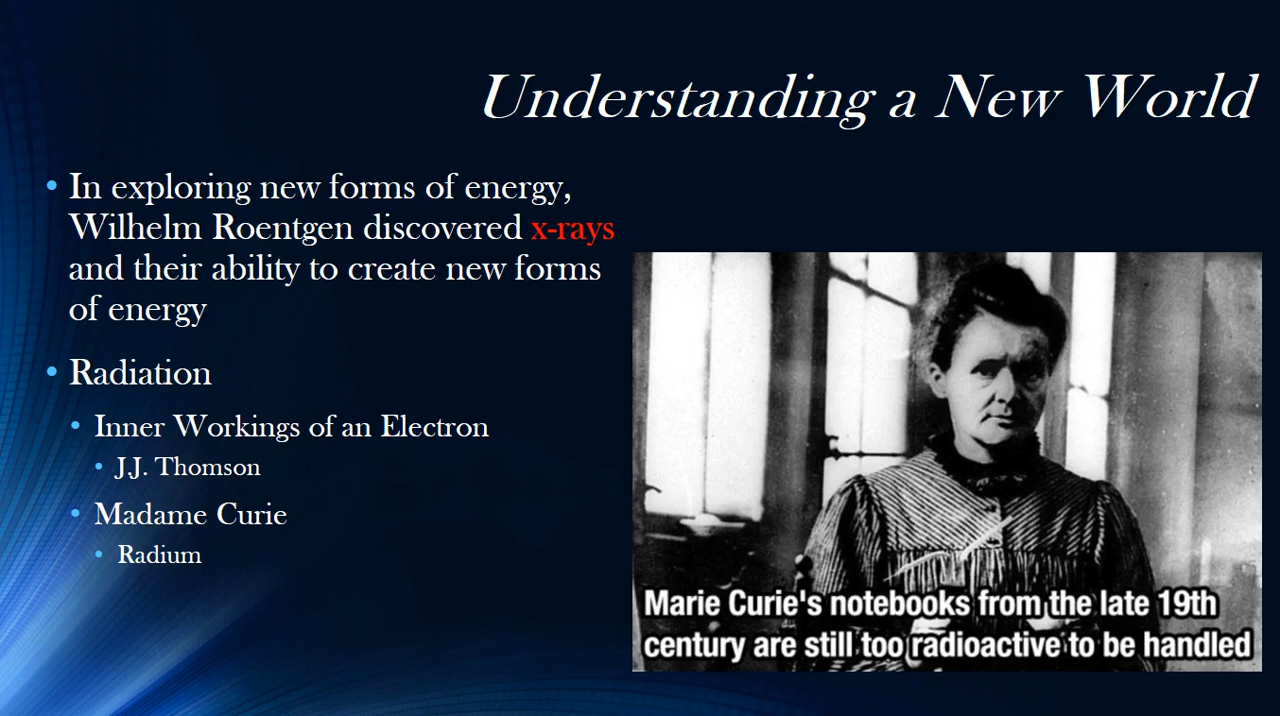 Understanding a New World
In exploring new forms of energy,
Wilhelm Roentgen discovered x-rays
and their ability to create new forms
of energy
Radiation
Inner Workings of an Electron
J.J. Thomson
Madame Curie
Radium
Marie Curie's notebooks from the late 19th
century are still too radioactive to be handled